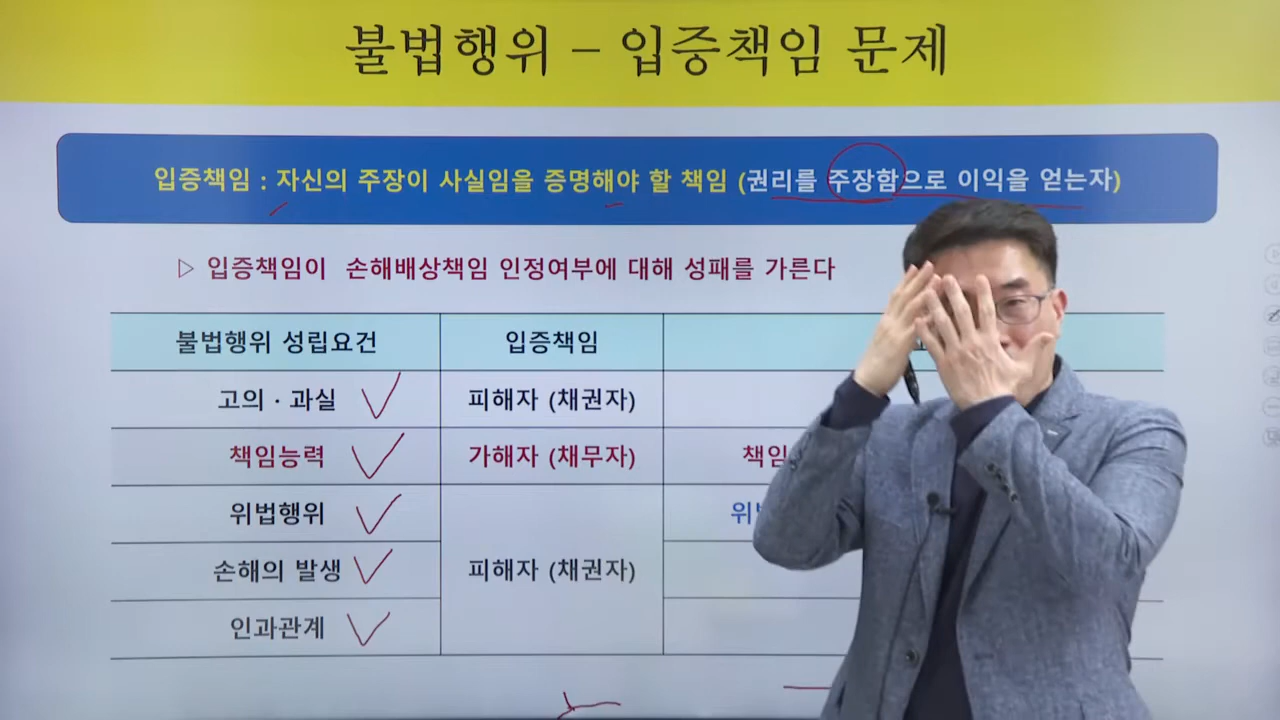 불법행위 – 입증책임 문제
입증책임 : 자신의 주장이 사실임을 증명해야 할 책임 (권리를 주장함으로 이익을 얻는자)
▷ 입증책임이 손해배상책임 인정여부에 대해 성패를 가른다
불법행위 성립요건 입증책임
고의 · 과실 피해자 (채권자)
책임능력 가해자 (채무자) 책임
위법행위
손해의 발생 피해자 (채권자)
인과관계